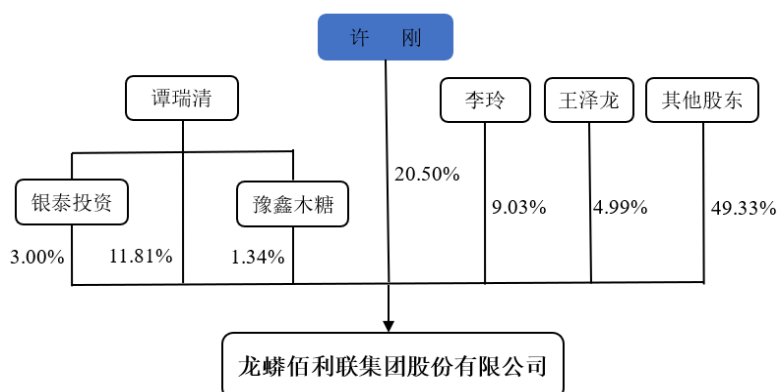 许 刚
谭瑞清
李玲
王泽龙
其他股东
银泰投资
豫鑫木糖
20.50%
9.03%
4.99%
49.33%
3.00%
11.81%
1.34%
龙蟒佰利联集团股份有限公司